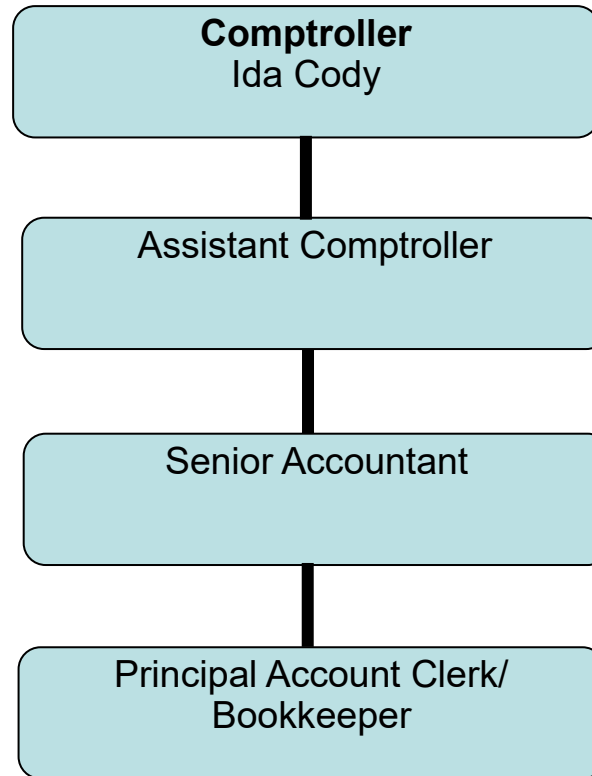 Comptroller
Ida Cody
Assistant Comptroller
Senior Accountant
Principal Account Clerk/
Bookkeeper